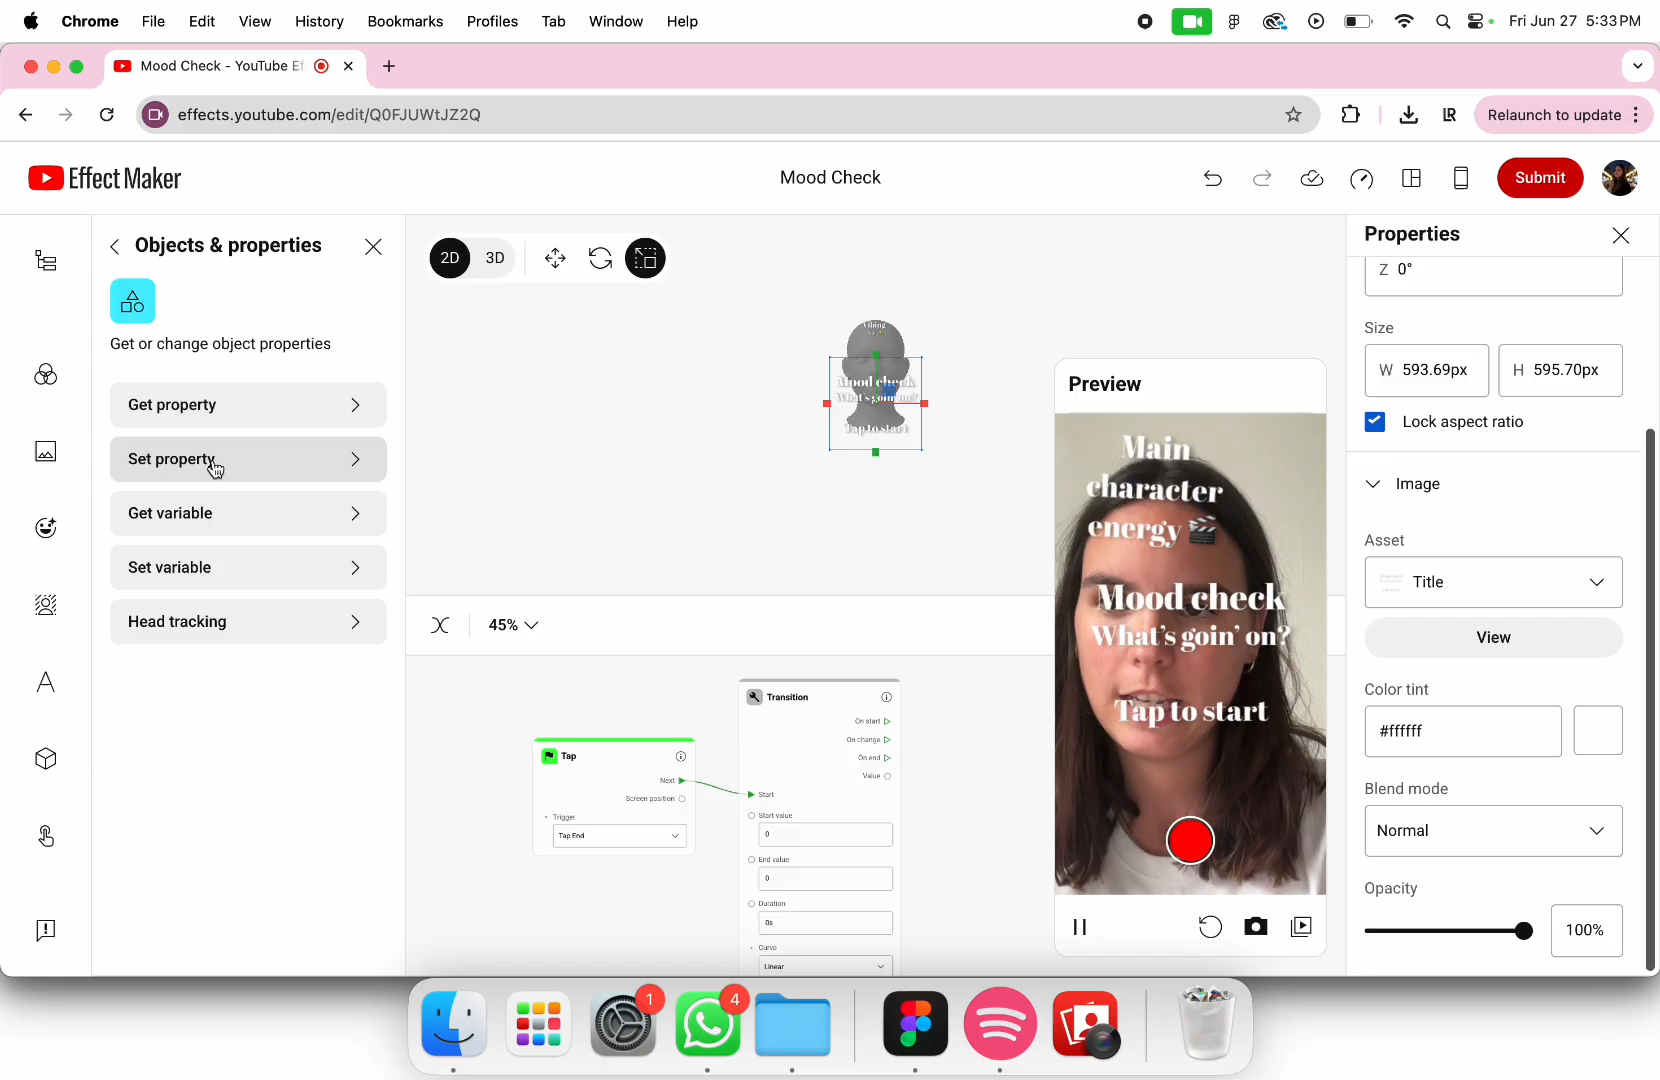 Chrome File Edit View History Bookmarks Profiles Tab Window Help
Fri Jun 27 5:33 PM
Mood Check - YouTube Ef
effects.youtube.com/edit/Q0FJUWtJZ2Q
Relaunch to update
Effect Maker
Mood Check
Submit
Objects & properties
Get or change object properties
Get property
Set property
Get variable
Set variable
Head tracking
2D 3D
Vibing
Mood check
What's goin' on?
Tap to start
45%
Tap
Next
Screen position
Trigger
Tap End
Transition
On start
On change
On end
Value
Start
Start value
0
End value
0
Duration
0s
Curve
Linear
Preview
Main
character
energy 🎬
Mood check
What's goin' on?
Tap to start
Properties
Z 0°
Size
W 593.69px H 595.70px
Lock aspect ratio
Image
Asset
Title
View
Color tint
#ffffff
Blend mode
Normal
Opacity
100%
1
4